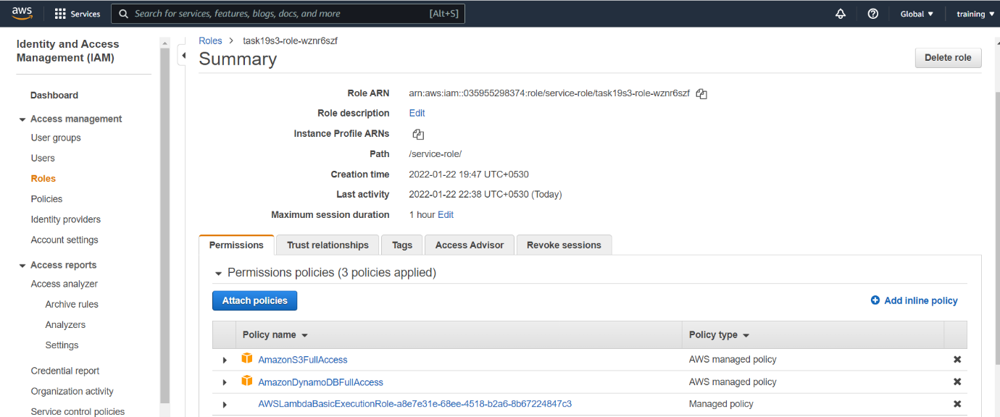 aws Services Search for services, features, blogs, docs, and more [Alt+S] Global ▼ training ▼
Identity and Access
Management (IAM)
Dashboard
Access management
User groups
Users
Roles
Policies
Identity providers
Account settings
Access reports
Access analyzer
Archive rules
Analyzers
Settings
Credential report
Organization activity
Service control policies
Roles > task19s3-role-wznr6szf
Summary
Delete role
Role ARN arn:aws:iam::035955298374:role/service-role/task19s3-role-wznr6szf
Role description Edit
Instance Profile ARNs
Path /service-role/
Creation time 2022-01-22 19:47 UTC+0530
Last activity 2022-01-22 22:38 UTC+0530 (Today)
Maximum session duration 1 hour Edit
Permissions Trust relationships Tags Access Advisor Revoke sessions
Permissions policies (3 policies applied)
Attach policies Add inline policy
Policy name Policy type
AmazonS3FullAccess AWS managed policy
AmazonDynamoDBFullAccess AWS managed policy
AWSLambdaBasicExecutionRole-a8e7e31e-68ee-4518-b2a6-8b67224847c3 Managed policy